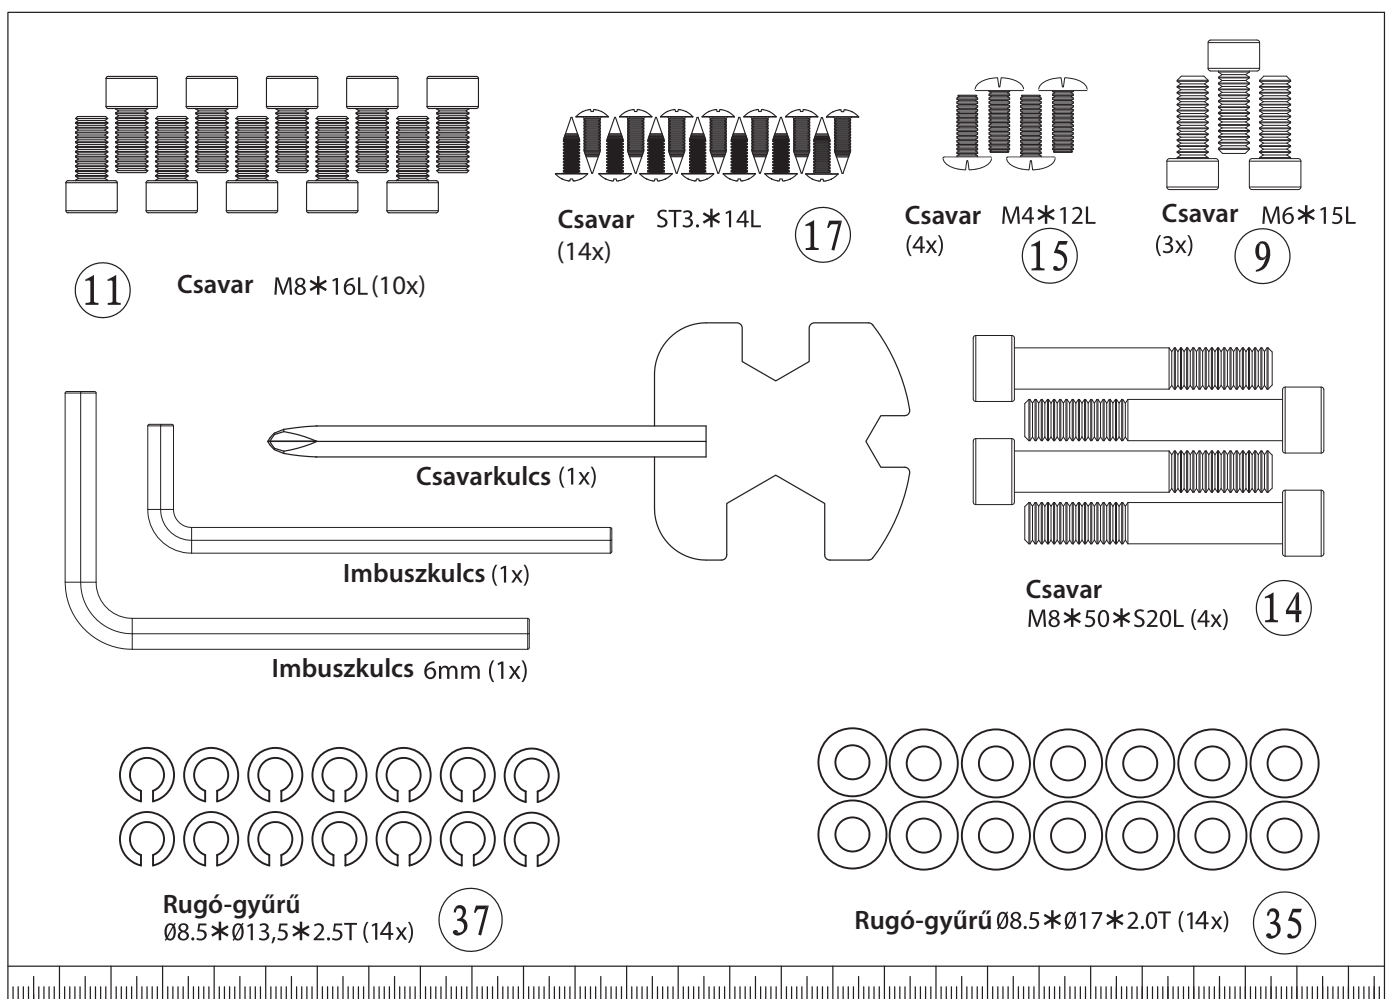 Csavar ST3.*14L
(14x)
17
Csavar M4*12L
(4x)
15
Csavar M6*15L
(3x)
9
11
Csavar M8*16L (10x)
Csavarkulcs (1x)
Imbuszkulcs (1x)
Imbuszkulcs 6mm (1x)
Csavar
M8*50*S20L (4x)
14
Rugó-gyűrű
Ø8.5*Ø13,5*2.5T (14x)
37
Rugó-gyűrű Ø8.5*Ø17*2.0T (14x)
35